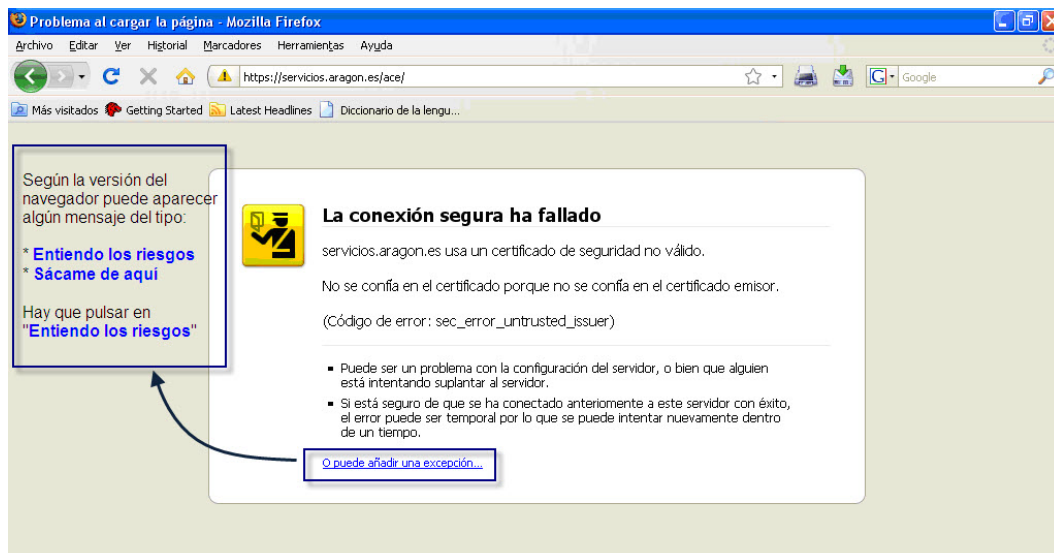 Problema al cargar la página - Mozilla Firefox
Archivo Editar Ver Historial Marcadores Herramientas Ayuda
https://servicios.aragon.es/ace/
G Google
Más visitados Getting Started Latest Headlines Diccionario de la lengu...
Según la versión del
navegador puede aparecer
algún mensaje del tipo:
* Entiendo los riesgos
* Sácame de aquí
Hay que pulsar en
"Entiendo los riesgos"
La conexión segura ha fallado
servicios.aragon.es usa un certificado de seguridad no válido.
No se confía en el certificado porque no se confía en el certificado emisor.
(Código de error: sec_error_untrusted_issuer)
▪ Puede ser un problema con la configuración del servidor, o bien que alguien
está intentando suplantar al servidor.
▪ Si está seguro de que se ha conectado anteriormente a este servidor con éxito,
el error puede ser temporal por lo que se puede intentar nuevamente dentro
de un tiempo.
O puede añadir una excepción...